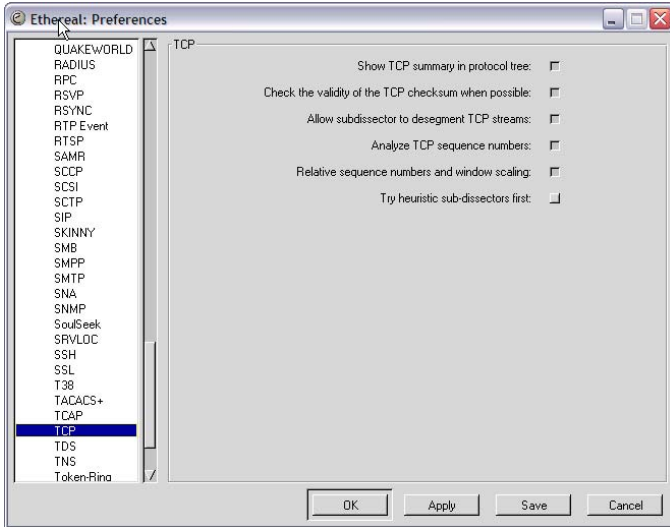 Ethereal: Preferences
QUAKEWORLD
RADIUS
RPC
RSVP
RSYNC
RTP Event
RTSP
SAMR
SCCP
SCSI
SCTP
SIP
SKINNY
SMB
SMPP
SMTP
SNA
SNMP
SoulSeek
SRVLOC
SSH
SSL
T38
TACACS+
TCAP
TCP
TDS
TNS
Token-Ring
TCP
Show TCP summary in protocol tree:
Check the validity of the TCP checksum when possible:
Allow subdissector to desegment TCP streams:
Analyze TCP sequence numbers:
Relative sequence numbers and window scaling:
Try heuristic sub-dissectors first:
OK
Apply
Save
Cancel